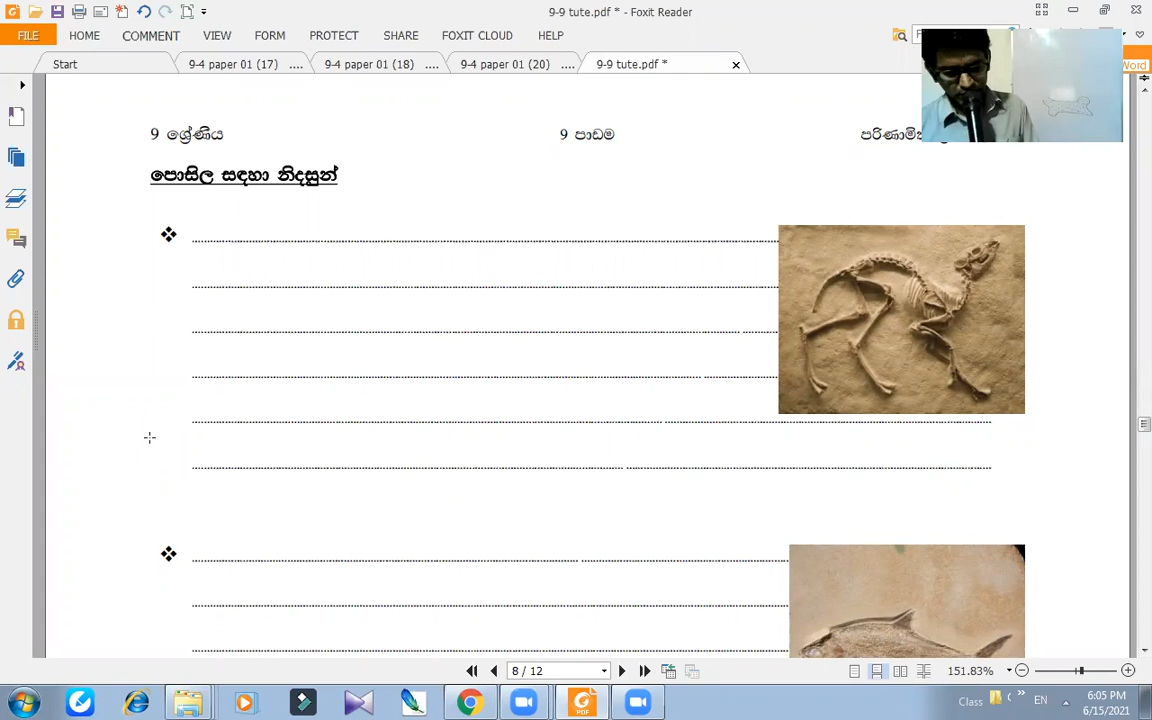 9-9 tute.pdf * - Foxit Reader
FILE HOME COMMENT VIEW FORM PROTECT SHARE FOXIT CLOUD HELP
Word
Start 9-4 paper 01 (17) .... 9-4 paper 01 (18) .... 9-4 paper 01 (20) .... 9-9 tute.pdf *
9 ශ්‍රේණිය 9 පාඩම
පොසිල සඳහා නිදසුන්
8 / 12 151.83%
Class EN 6:05 PM
6/15/2021